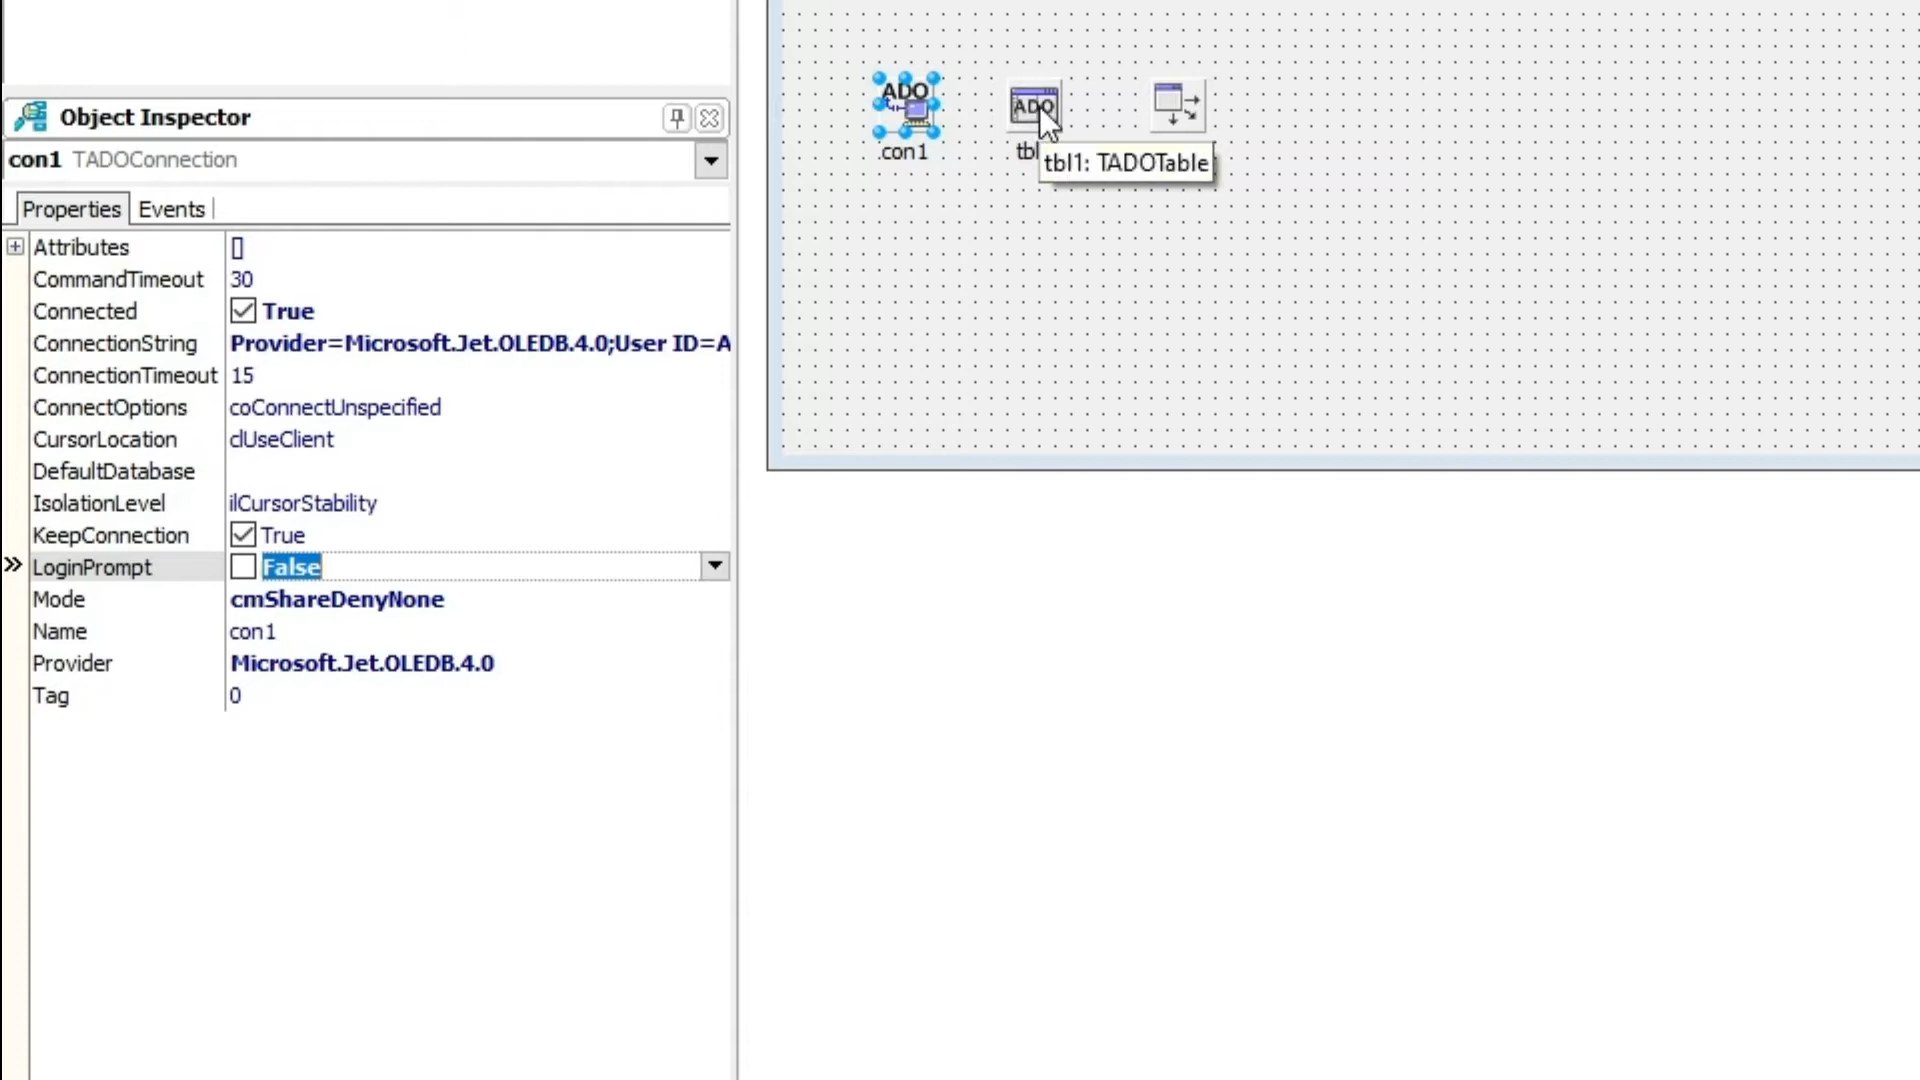 Object Inspector
con1 TADOConnection
Properties Events
Attributes []
CommandTimeout 30
Connected True
ConnectionString Provider=Microsoft.Jet.OLEDB.4.0;User ID=A
ConnectionTimeout 15
ConnectOptions coConnectUnspecified
CursorLocation clUseClient
DefaultDatabase
IsolationLevel ilCursorStability
KeepConnection True
LoginPrompt False
Mode cmShareDenyNone
Name con1
Provider Microsoft.Jet.OLEDB.4.0
Tag 0
ADO
con1
ADO
tbl
tbl1: TADOTable